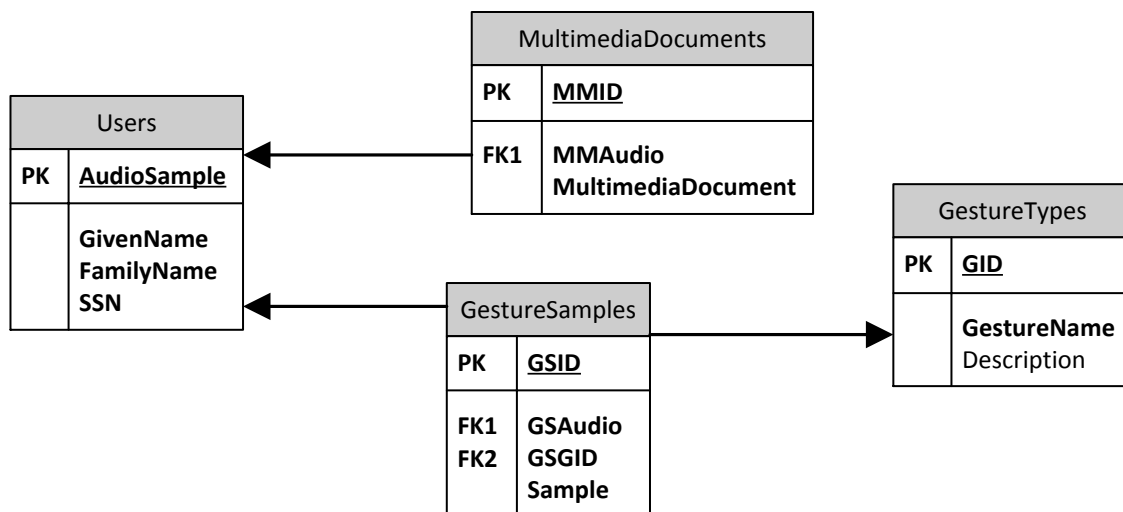 MultimediaDocuments
PK MMID
FK1 MMAudio
MultimediaDocument
Users
PK AudioSample
GivenName
FamilyName
SSN
GestureTypes
PK GID
GestureName
Description
GestureSamples
PK GSID
FK1 GSAudio
FK2 GSGID
Sample